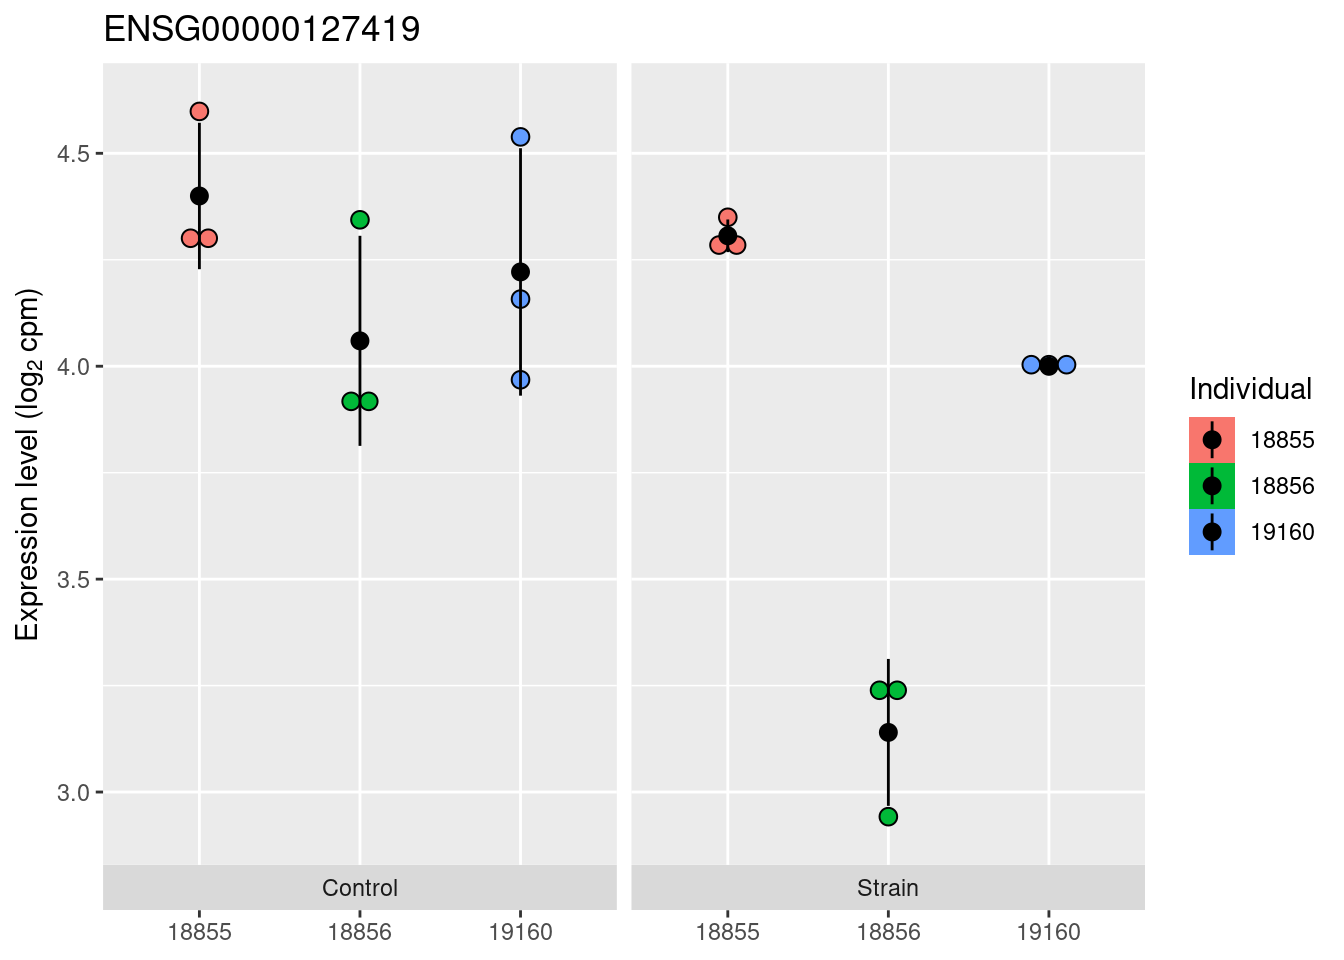 ENSG00000127419
Expression level (log₂ cpm)
4.5
4.0
3.5
3.0
Control
Strain
18855
18856
19160
18855
18856
19160
Individual
18855
18856
19160